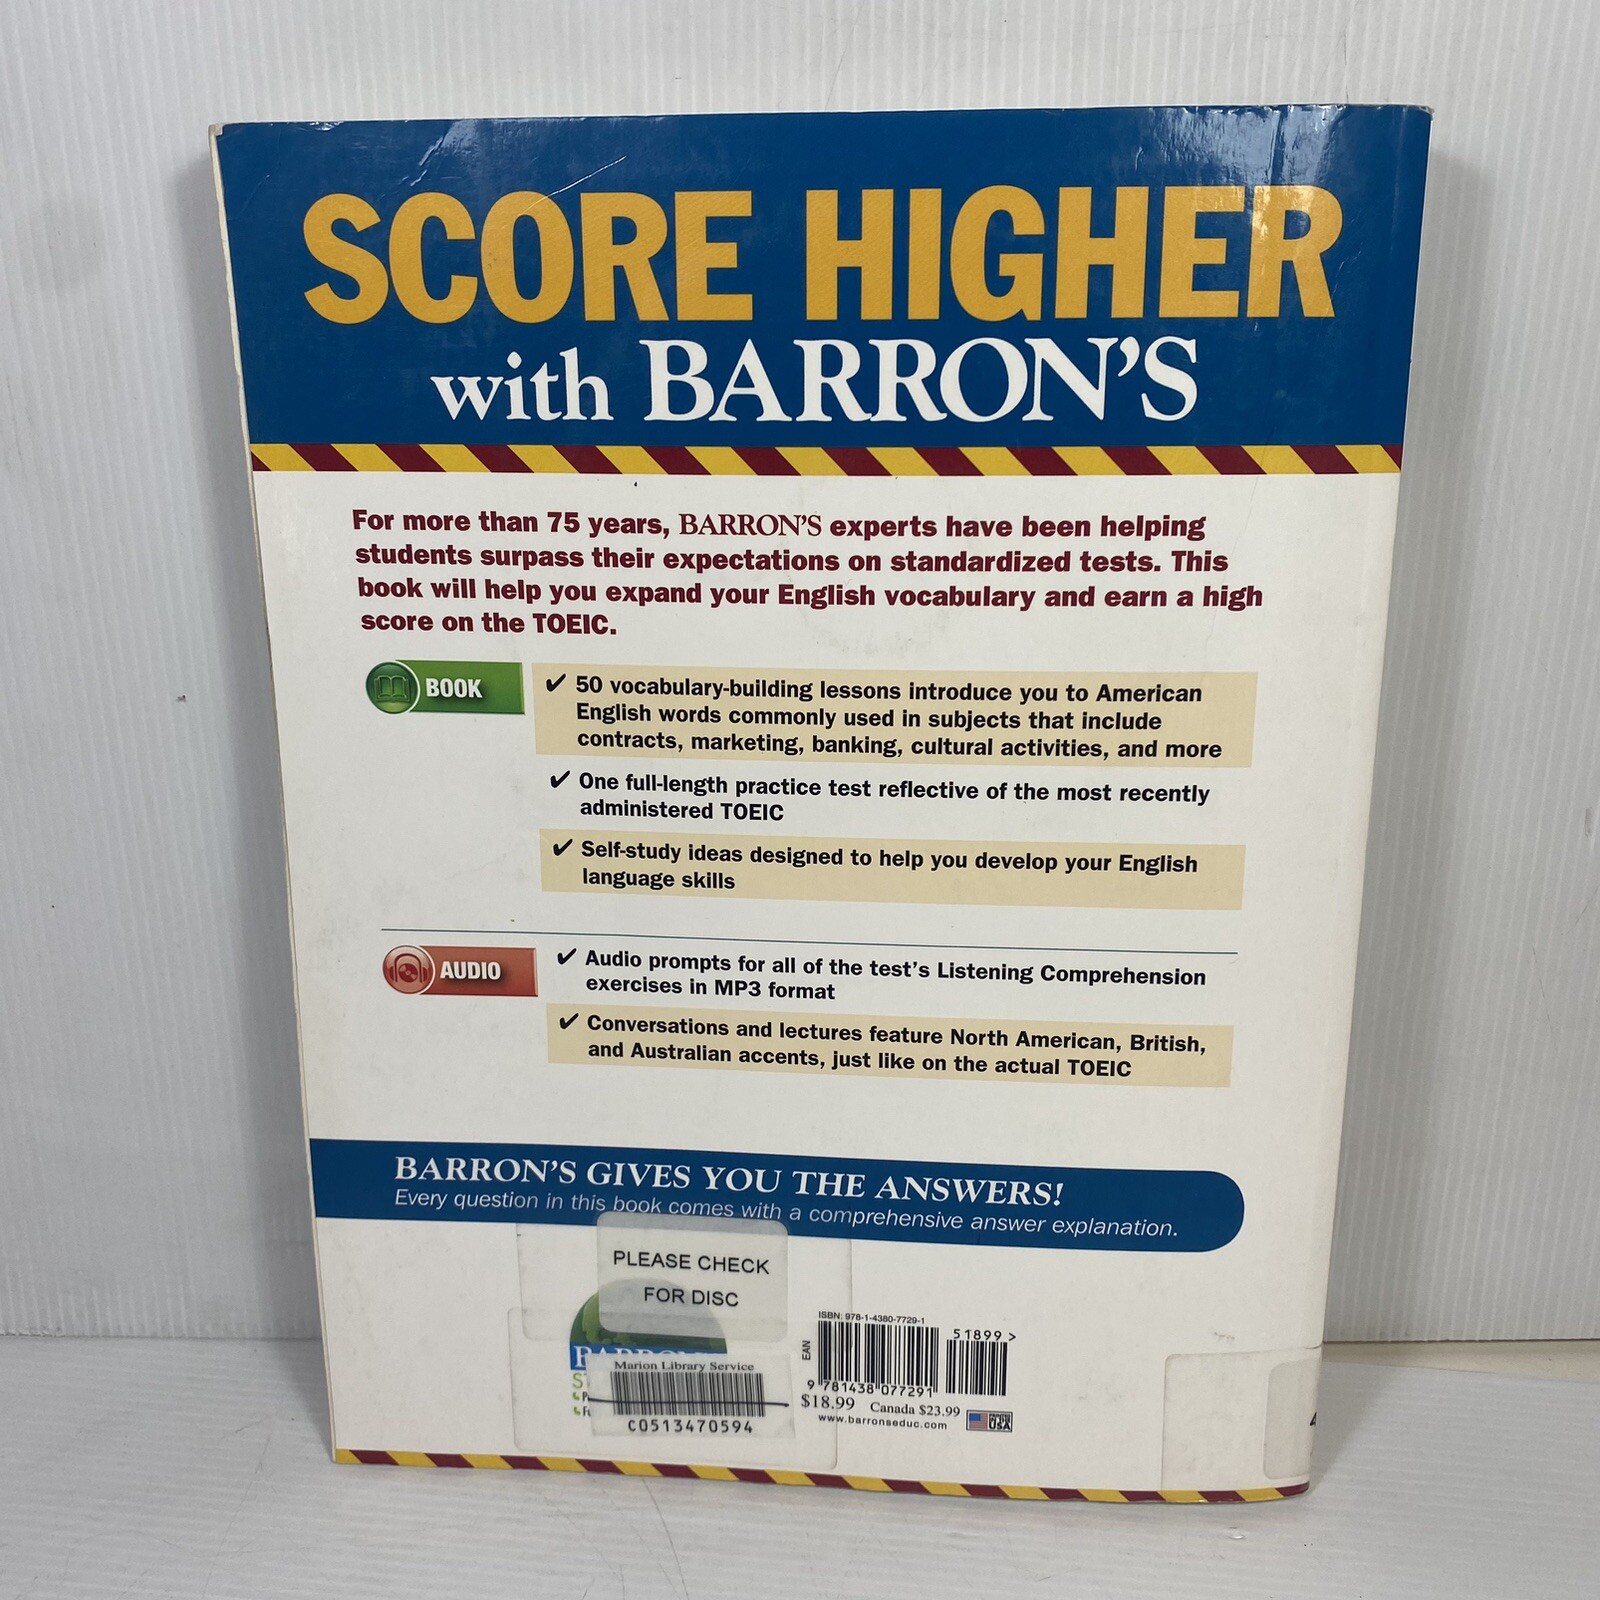 SCORE HIGHER
with BARRON'S
For more than 75 years, BARRON'S experts have been helping
students surpass their expectations on standardized tests. This
book will help you expand your English vocabulary and earn a high
score on the TOEIC.
BOOK
✓ 50 vocabulary-building lessons introduce you to American
English words commonly used in subjects that include
contracts, marketing, banking, cultural activities, and more
✓ One full-length practice test reflective of the most recently
administered TOEIC
✓ Self-study ideas designed to help you develop your English
language skills
AUDIO
✓ Audio prompts for all of the test's Listening Comprehension
exercises in MP3 format
✓ Conversations and lectures feature North American, British,
and Australian accents, just like on the actual TOEIC
BARRON'S GIVES YOU THE ANSWERS!
Every question in this book comes with a comprehensive answer explanation.
PLEASE CHECK
FOR DISC
Marion Library Service
C0513470594
ISBN: 978-1-4380-7729-1
EAN
51899 >
9 781438 077291
$18.99 Canada $23.99
www.barronseduc.com
USA